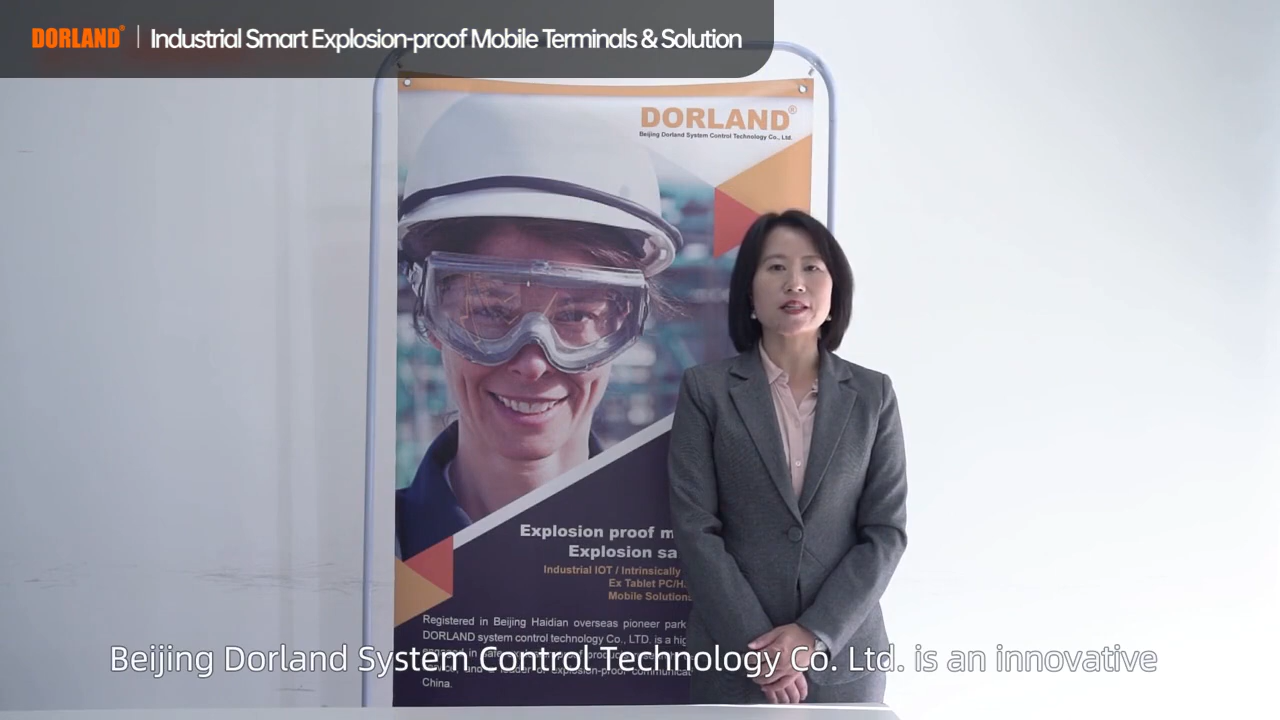 DORLAND® | Industrial Smart Explosion-proof Mobile Terminals & Solution
DORLAND®
Beijing Dorland System Control Technology Co., Ltd.
Explosion proof m
Explosion sa
Industrial IOT / Intrinsically
Ex Tablet PC/H
Mobile Solutions
Registered in Beijing Haidian overseas pioneer park
DORLAND system control technology Co., LTD. is a hig
Beijing Dorland System Control Technology Co. Ltd. is an innovative
China.